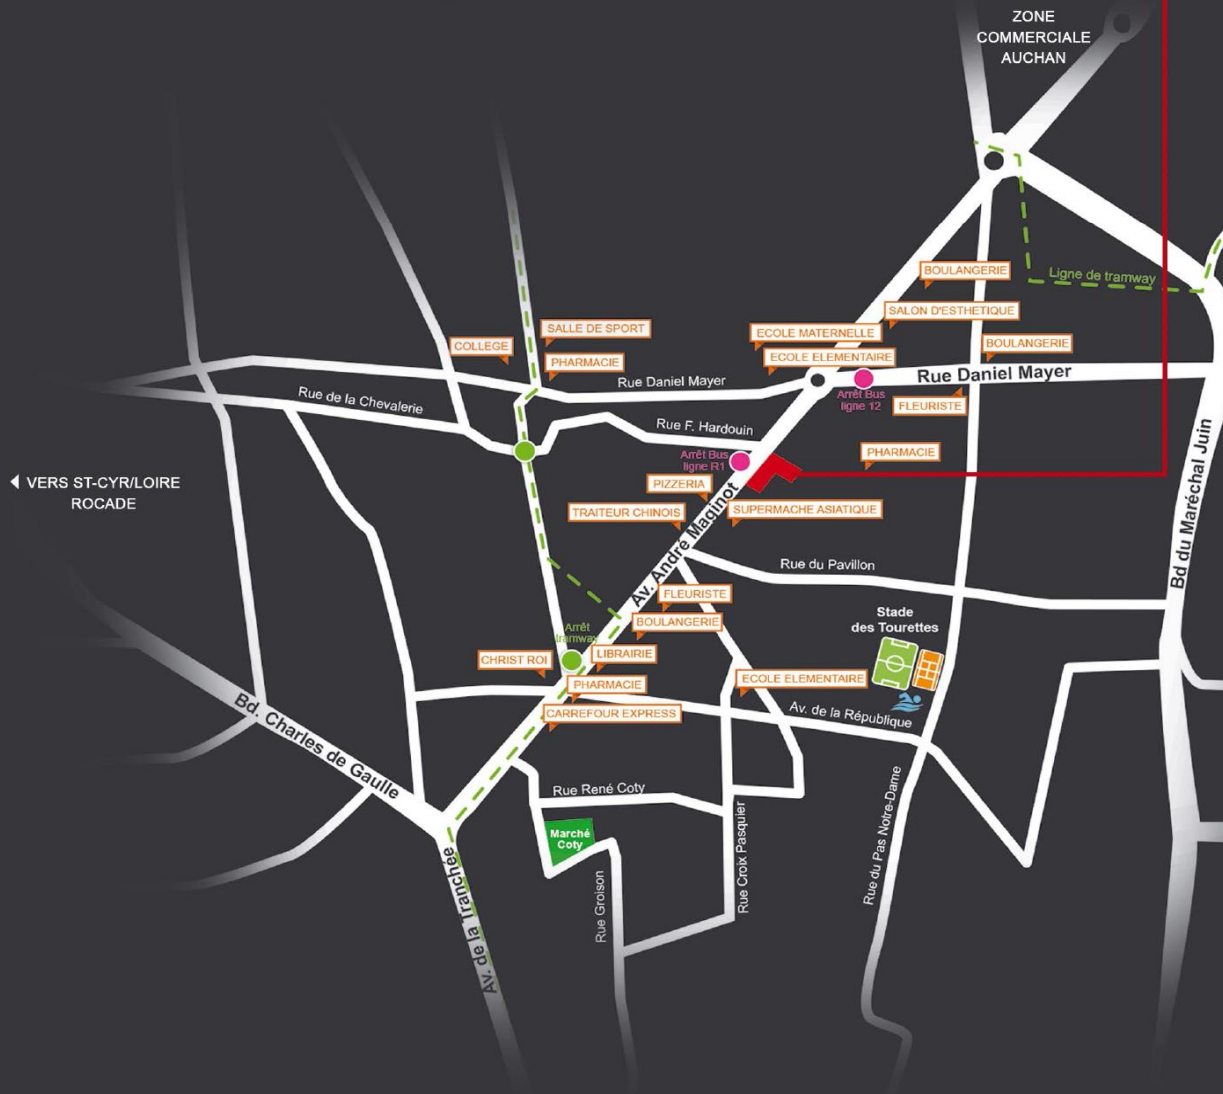 ZONE
COMMERCIALE
AUCHAN
BOULANGERIE
Ligne de tramway
SALON D'ESTHETIQUE
SALLE DE SPORT
ECOLE MATERNELLE
COLLEGE
BOULANGERIE
PHARMACIE
ECOLE ELEMENTAIRE
Rue Daniel Mayer
Rue Daniel Mayer
Rue de la Chevalerie
Arrêt Bus
ligne 12
FLEURISTE
Rue F. Hardouin
PHARMACIE
Arrêt Bus
ligne R1
VERS ST-CYR/LOIRE
ROCADE
PIZZERIA
TRAITEUR CHINOIS
SUPERMACHE ASIATIQUE
Av. André Maginot
Bd du Maréchal Juin
Rue du Pavillon
FLEURISTE
BOULANGERIE
Stade
des Tourettes
Arrêt
tramway
LIBRAIRIE
CHRIST ROI
PHARMACIE
ECOLE ELEMENTAIRE
CARREFOUR EXPRESS
Av. de la République
Bd. Charles de Gaulle
Rue René Coty
Marché
Coty
Rue Croix Pasquier
Rue du Pas Notre-Dame
Rue Groison
Av. de la Tranchée